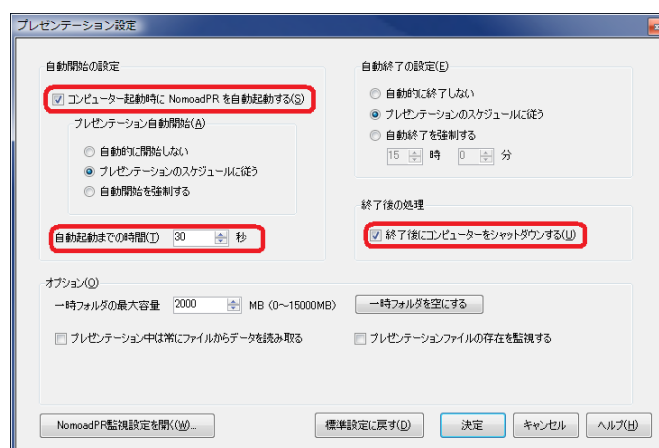 プレゼンテーション設定
自動開始の設定
コンピューター起動時に NomoadPR を自動起動する(S)
プレゼンテーション自動開始(A)
自動的に開始しない
プレゼンテーションのスケジュールに従う
自動開始を強制する
自動起動までの時間(T) 30 秒
自動終了の設定(E)
自動的に終了しない
プレゼンテーションのスケジュールに従う
自動終了を強制する
15 時 0 分
終了後の処理
終了後にコンピューターをシャットダウンする(U)
オプション(O)
一時フォルダの最大容量 2000 MB (0～15000MB) 一時フォルダを空にする
プレゼンテーション中は常にファイルからデータを読み取る プレゼンテーションファイルの存在を監視する
NomoadPR監視設定を開く(W)... 標準設定に戻す(D) 決定 キャンセル ヘルプ(H)